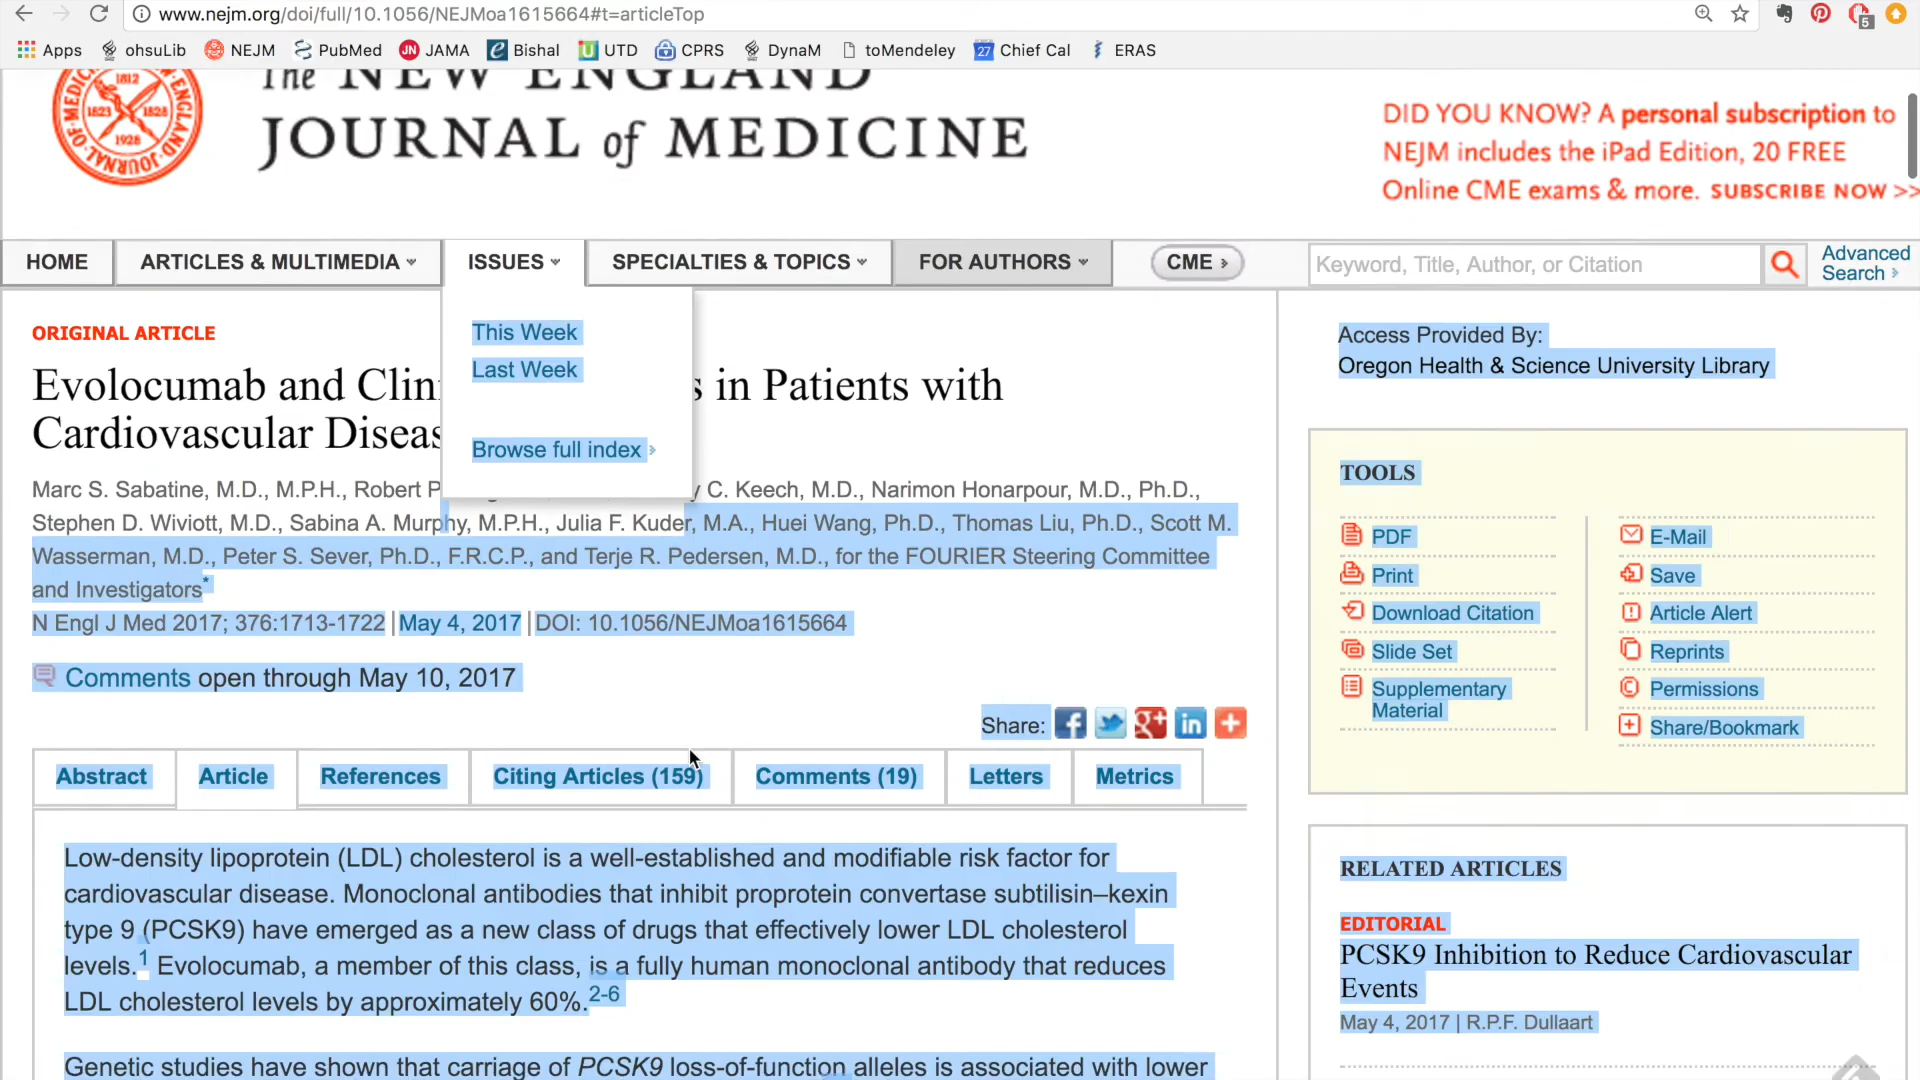 www.nejm.org/doi/full/10.1056/NEJMoa1615664#t=articleTop
5
Apps ohsuLib NEJM PubMed JN JAMA Bishal U UTD CPRS DynaM toMendeley 27 Chief Cal ERAS
The NEW ENGLAND
JOURNAL of MEDICINE
1812
1823 1828
1928
DID YOU KNOW? A personal subscription to
NEJM includes the iPad Edition, 20 FREE
Online CME exams & more. SUBSCRIBE NOW >>
HOME ARTICLES & MULTIMEDIA ISSUES SPECIALTIES & TOPICS FOR AUTHORS CME
Keyword, Title, Author, or Citation
Advanced
Search
This Week
Last Week
Browse full index
ORIGINAL ARTICLE
Evolocumab and Clin s in Patients with
Cardiovascular Diseas
Marc S. Sabatine, M.D., M.P.H., Robert P y C. Keech, M.D., Narimon Honarpour, M.D., Ph.D.,
Stephen D. Wiviott, M.D., Sabina A. Murphy, M.P.H., Julia F. Kuder, M.A., Huei Wang, Ph.D., Thomas Liu, Ph.D., Scott M.
Wasserman, M.D., Peter S. Sever, Ph.D., F.R.C.P., and Terje R. Pedersen, M.D., for the FOURIER Steering Committee
and Investigators*
N Engl J Med 2017; 376:1713-1722 | May 4, 2017 | DOI: 10.1056/NEJMoa1615664
Comments open through May 10, 2017
Share: f g+ in +
Abstract Article References Citing Articles (159) Comments (19) Letters Metrics
Low-density lipoprotein (LDL) cholesterol is a well-established and modifiable risk factor for
cardiovascular disease. Monoclonal antibodies that inhibit proprotein convertase subtilisin–kexin
type 9 (PCSK9) have emerged as a new class of drugs that effectively lower LDL cholesterol
levels.1 Evolocumab, a member of this class, is a fully human monoclonal antibody that reduces
LDL cholesterol levels by approximately 60%.2-6
Genetic studies have shown that carriage of PCSK9 loss-of-function alleles is associated with lower
Access Provided By:
Oregon Health & Science University Library
TOOLS
PDF
Print
Download Citation
Slide Set
Supplementary
Material
E-Mail
Save
Article Alert
Reprints
Permissions
Share/Bookmark
RELATED ARTICLES
EDITORIAL
PCSK9 Inhibition to Reduce Cardiovascular
Events
May 4, 2017 | R.P.F. Dullaart